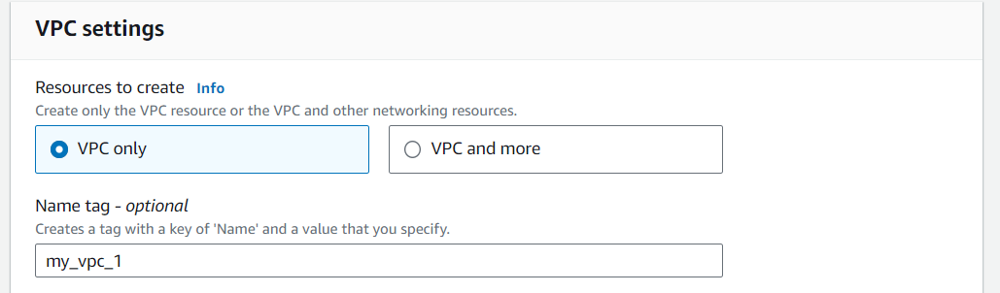 VPC settings
Resources to create Info
Create only the VPC resource or the VPC and other networking resources.
VPC only
VPC and more
Name tag - optional
Creates a tag with a key of 'Name' and a value that you specify.
my_vpc_1